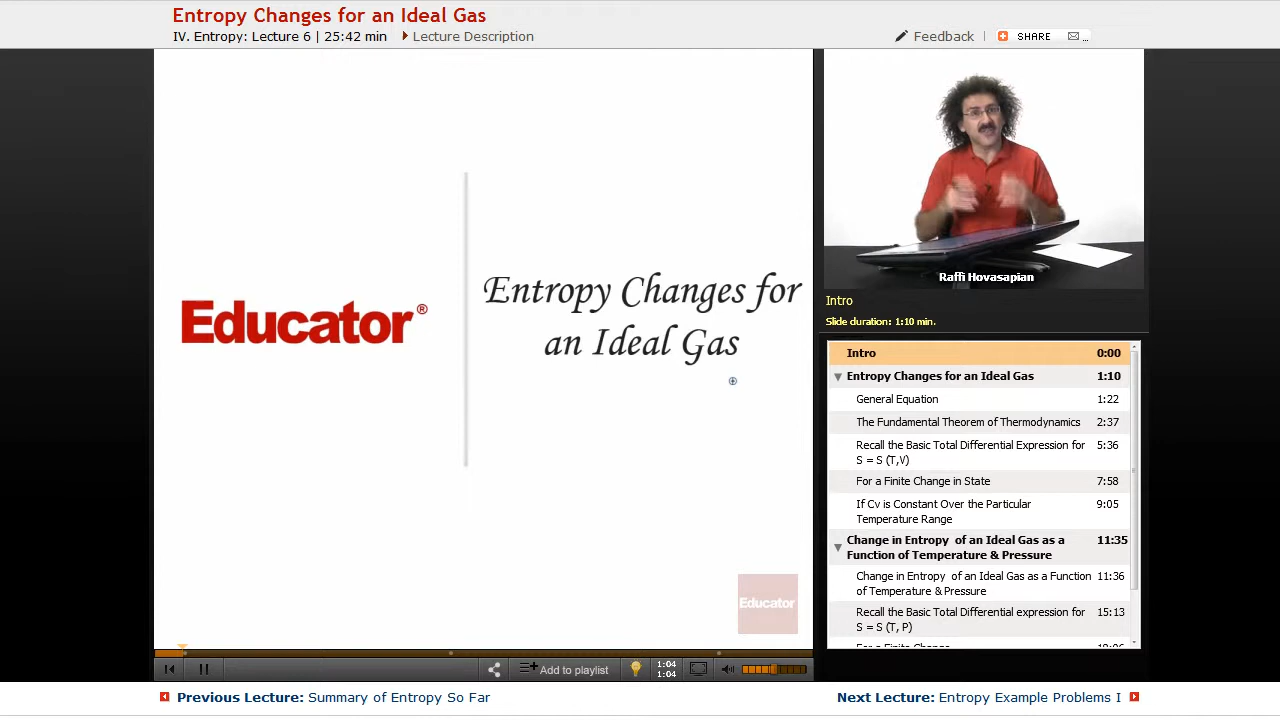 Entropy Changes for an Ideal Gas
IV. Entropy: Lecture 6 | 25:42 min
Lecture Description
Feedback
SHARE
...
Educator®
Entropy Changes for
an Ideal Gas
Educator
Raffi Hovasapian
Intro
Slide duration: 1:10 min.
Intro 0:00
Entropy Changes for an Ideal Gas 1:10
General Equation 1:22
The Fundamental Theorem of Thermodynamics 2:37
Recall the Basic Total Differential Expression for 5:36
S = S (T,V)
For a Finite Change in State 7:58
If Cv is Constant Over the Particular 9:05
Temperature Range
Change in Entropy of an Ideal Gas as a 11:35
Function of Temperature & Pressure
Change in Entropy of an Ideal Gas as a Function 11:36
of Temperature & Pressure
Recall the Basic Total Differential expression for 15:13
S = S (T, P)
Add to playlist
1:04
1:04
Previous Lecture: Summary of Entropy So Far
Next Lecture: Entropy Example Problems I